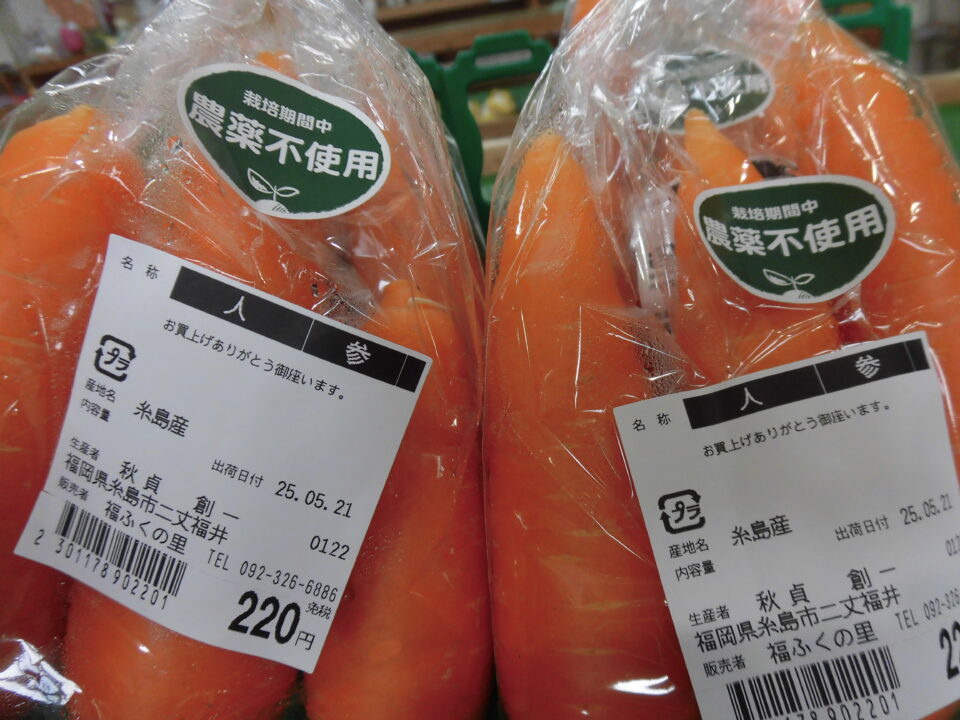 栽培期間中
農薬不使用
名称 人参
お買上げありがとう御座います。
プラ
産地名 糸島産
内容量
出荷日付 25.05.21
生産者 秋貞 創一
福岡県糸島市二丈福井 0122
販売者 福ふくの里 TEL 092-326-6886
2 301178 902201
220円 免税
栽培期間中
農薬不使用
名称 人参
お買上げありがとう御座います。
プラ
産地名 糸島産
内容量
出荷日付 25.05.21
生産者 秋貞 創一
福岡県糸島市二丈福井
販売者 福ふくの里